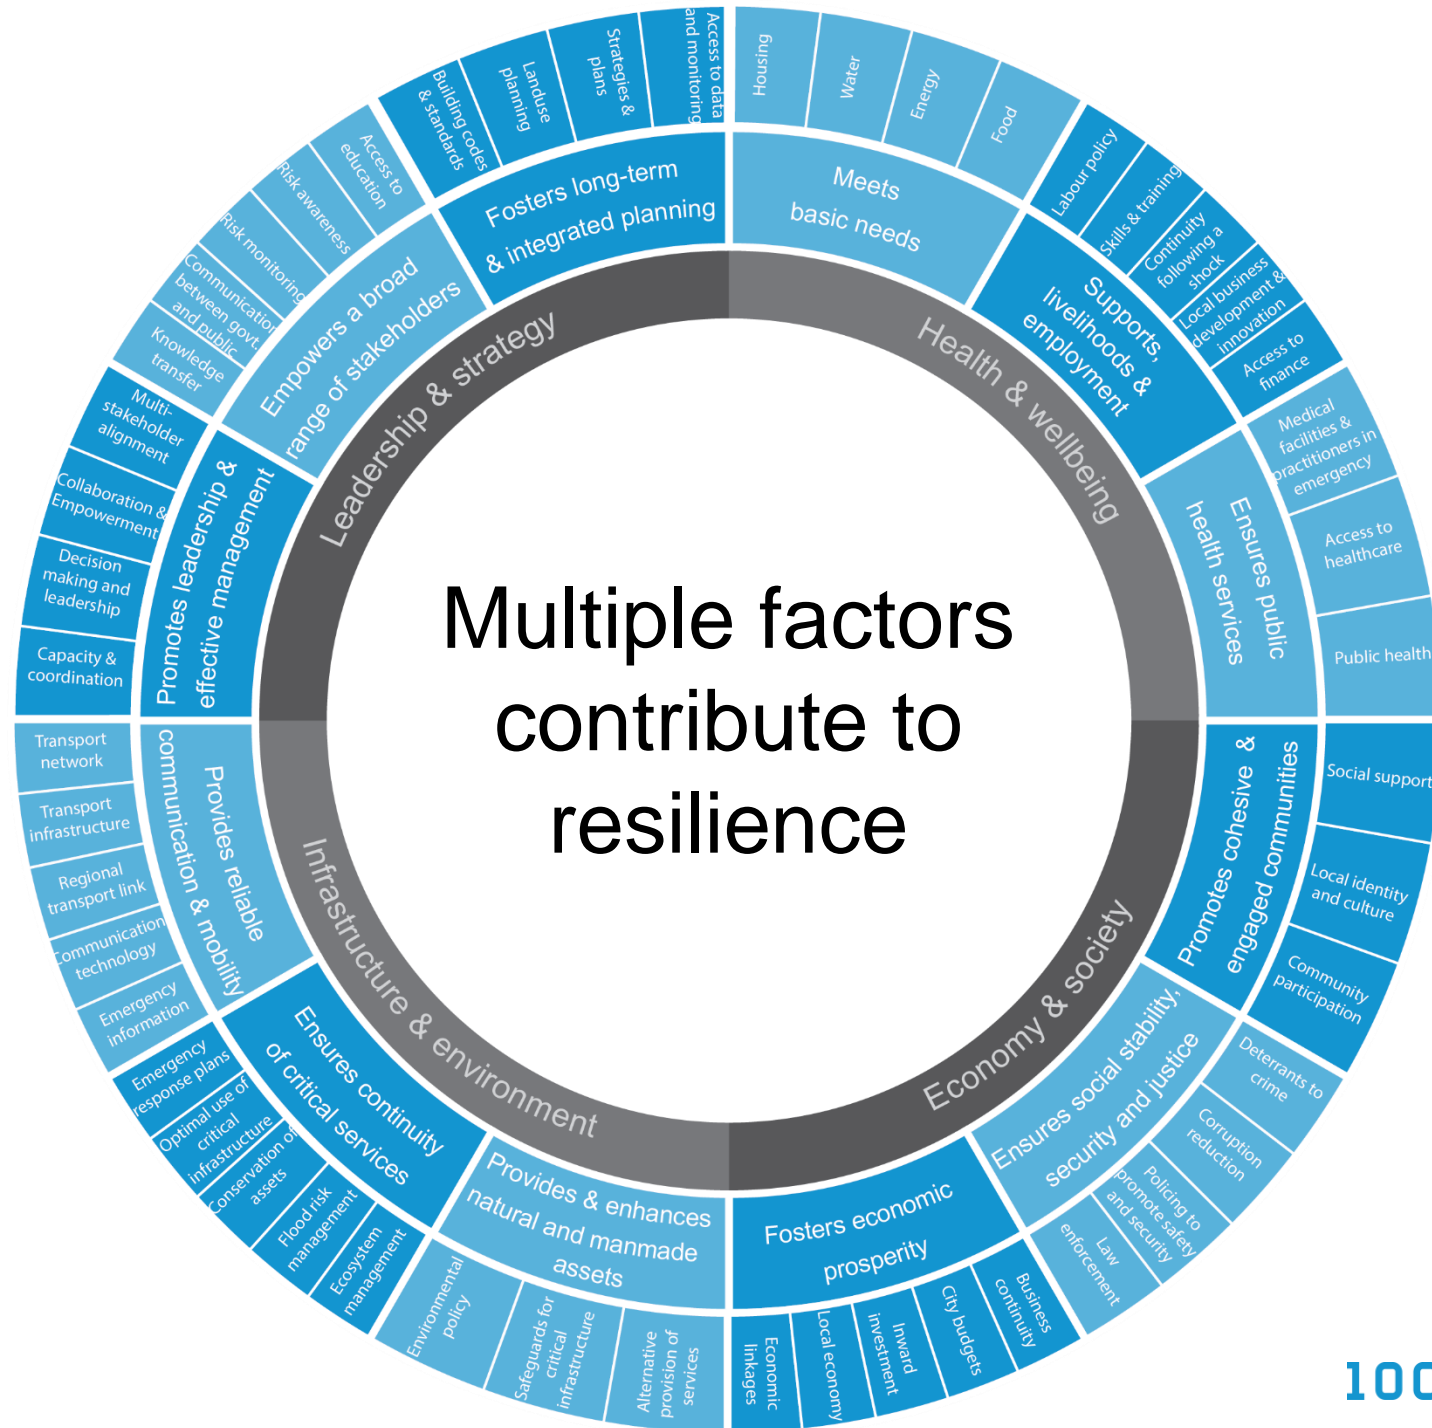 Multiple factors
contribute to
resilience
Health & wellbeing
Meets
basic needs
Housing
Water
Energy
Food
Supports,
livelihoods &
employment
Labour policy
Skills & training
Continuity
following a
shock
Local business
development &
innovation
Access to
finance
Ensures public
health services
Medical
facilities &
practitioners in
emergency
Access to
healthcare
Public health
Economy & society
Promotes cohesive &
engaged communities
Social support
Local identity
and culture
Community
participation
Ensures social stability,
security and justice
Deterrants to
crime
Corruption
reduction
Policing to
promote safety
and security
Law
enforcement
Fosters economic
prosperity
Business
continuity
City budgets
Inward
investment
Local economy
Economic
linkages
Infrastructure & environment
Provides & enhances
natural and manmade
assets
Alternative
provision of
services
Safeguards for
critical
infrastructure
Environmental
policy
Ensures continuity
of critical services
Ecosystem
management
Flood risk
management
Conservation of
assets
Optimal use of
critical
infrastructure
Emergency
response plans
Provides reliable
communication & mobility
Emergency
information
Communication
technology
Regional
transport link
Transport
infrastructure
Transport
network
Leadership & strategy
Promotes leadership &
effective management
Capacity &
coordination
Decision
making and
leadership
Collaboration &
Empowerment
Multi-
stakeholder
alignment
Empowers a broad
range of stakeholders
Knowledge
transfer
Communication
between govt.
and public
Risk monitoring
Risk awareness
Access to
education
Fosters long-term
& integrated planning
Building codes
& standards
Landuse
planning
Strategies &
plans
Access to data
and monitoring